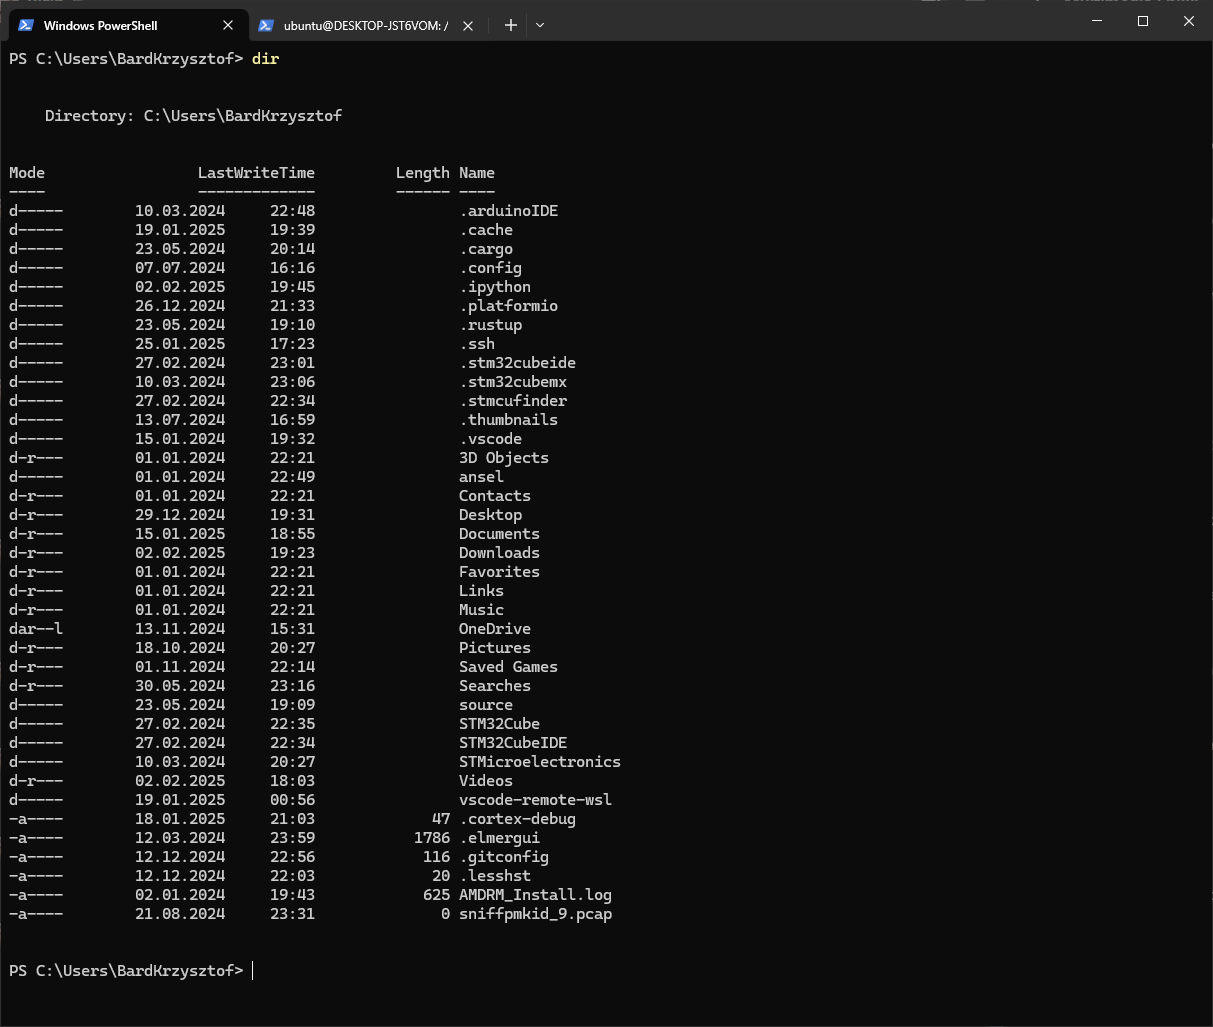 Windows PowerShell
ubuntu@DESKTOP-JST6VOM: /
PS C:\Users\BardKrzysztof> dir
Directory: C:\Users\BardKrzysztof
Mode                 LastWriteTime         Length Name
----                 -------------         ------ ----
d-----        10.03.2024     22:48                .arduinoIDE
d-----        19.01.2025     19:39                .cache
d-----        23.05.2024     20:14                .cargo
d-----        07.07.2024     16:16                .config
d-----        02.02.2025     19:45                .ipython
d-----        26.12.2024     21:33                .platformio
d-----        23.05.2024     19:10                .rustup
d-----        25.01.2025     17:23                .ssh
d-----        27.02.2024     23:01                .stm32cubeide
d-----        10.03.2024     23:06                .stm32cubemx
d-----        27.02.2024     22:34                .stmcufinder
d-----        13.07.2024     16:59                .thumbnails
d-----        15.01.2024     19:32                .vscode
d-r---        01.01.2024     22:21                3D Objects
d-----        01.01.2024     22:49                ansel
d-r---        01.01.2024     22:21                Contacts
d-r---        29.12.2024     19:31                Desktop
d-r---        15.01.2025     18:55                Documents
d-r---        02.02.2025     19:23                Downloads
d-r---        01.01.2024     22:21                Favorites
d-r---        01.01.2024     22:21                Links
d-r---        01.01.2024     22:21                Music
dar--l        13.11.2024     15:31                OneDrive
d-r---        18.10.2024     20:27                Pictures
d-r---        01.11.2024     22:14                Saved Games
d-r---        30.05.2024     23:16                Searches
d-----        23.05.2024     19:09                source
d-----        27.02.2024     22:35                STM32Cube
d-----        27.02.2024     22:34                STM32CubeIDE
d-----        10.03.2024     20:27                STMicroelectronics
d-r---        02.02.2025     18:03                Videos
d-----        19.01.2025     00:56                vscode-remote-wsl
-a----        18.01.2025     21:03             47 .cortex-debug
-a----        12.03.2024     23:59           1786 .elmergui
-a----        12.12.2024     22:56            116 .gitconfig
-a----        12.12.2024     22:03             20 .lesshst
-a----        02.01.2024     19:43            625 AMDRM_Install.log
-a----        21.08.2024     23:31              0 sniffpmkid_9.pcap
PS C:\Users\BardKrzysztof>